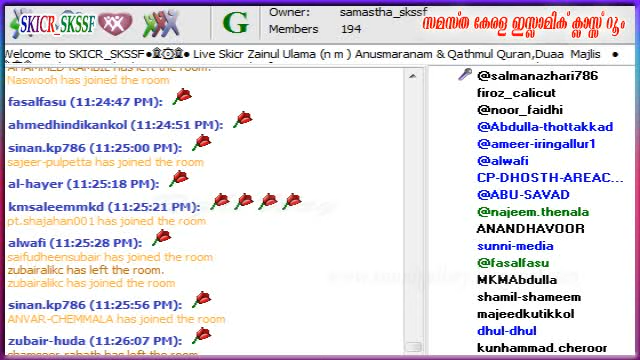 SKICR_SKSSF
G
Owner: samastha_skssf
Members 194
സമസ്ത കേരള ഇസ്ലാമിക് ക്ലാസ്സ് റൂം
Welcome to SKICR_SKSSF●۩۞۩● Live Skicr Zainul Ulama (n m ) Anusmaranam & Qathmul Quran,Duaa Majlis ●
Naswooh has joined the room
fasalfasu (11:24:47 PM):
ahmedhindikankol (11:24:51 PM):
sinan.kp786 (11:25:00 PM):
sajeer-pulpetta has joined the room
al-hayer (11:25:18 PM):
kmsaleemmkd (11:25:21 PM):
pt.shajahan001 has joined the room
alwafi (11:25:28 PM):
saifudheensubair has joined the room
zubairalikc has left the room.
zubairalikc has joined the room
sinan.kp786 (11:25:56 PM):
ANVAR-CHEMMALA has joined the room
zubair-huda (11:26:07 PM):
@salmanazhari786
firoz_calicut
@noor_faidhi
@Abdulla-thottakkad
@ameer-iringallur1
@alwafi
CP-DHOSTH-AREAC...
@ABU-SAVAD
@najeem.thenala
ANANDHAVOOR
sunni-media
@fasalfasu
MKMAbdulla
shamil-shameem
majeedkutikkol
dhul-dhul
kunhammad.cheroor